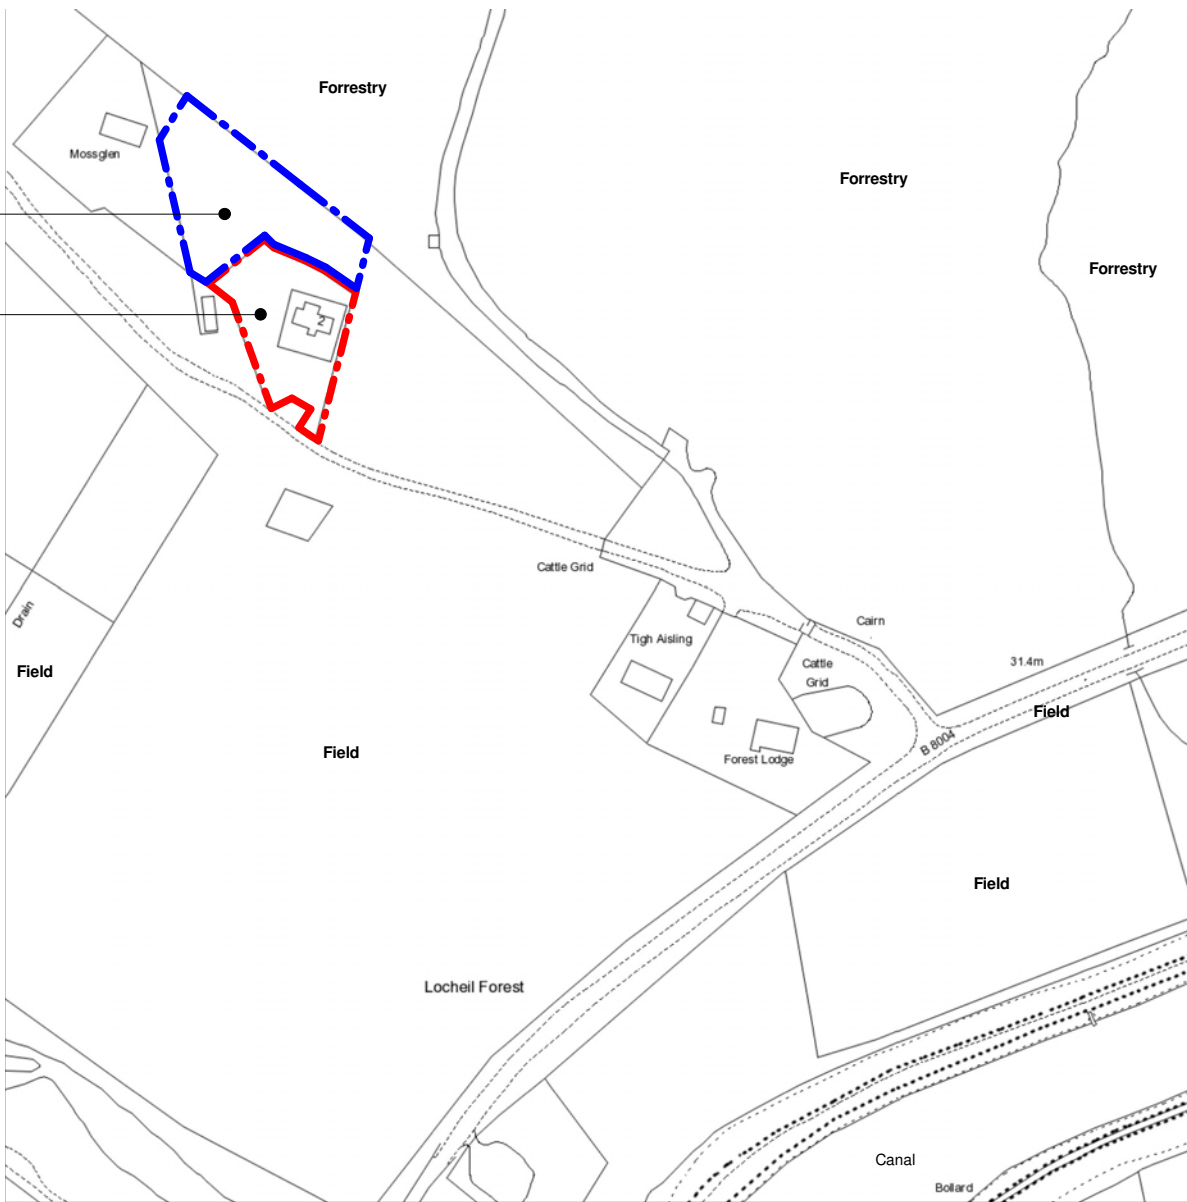 Forrestry
Mossglen
Forrestry
Forrestry
2
Cattle Grid
Drain
Cairn
Tigh Aisling
Cattle
Grid
31.4m
Field
Field
B 8004
Field
Forest Lodge
Field
Locheil Forest
Canal
Bollard